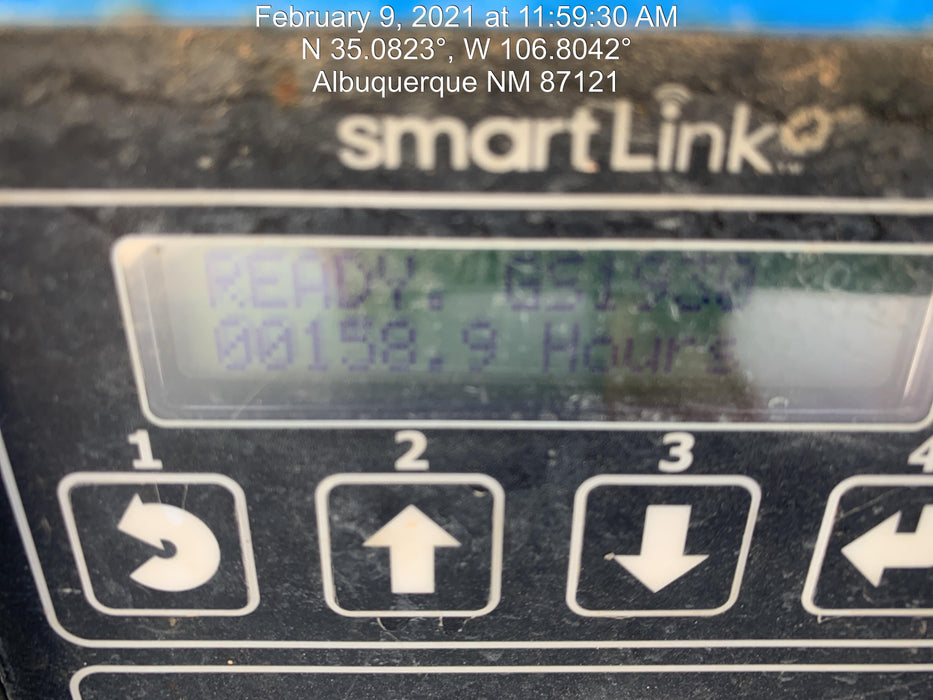 February 9, 2021 at 11:59:30 AM
N 35.0823°, W 106.8042°
Albuquerque NM 87121
smartLink
READY. GS1930
00158.9 Hours
1 2 3 4